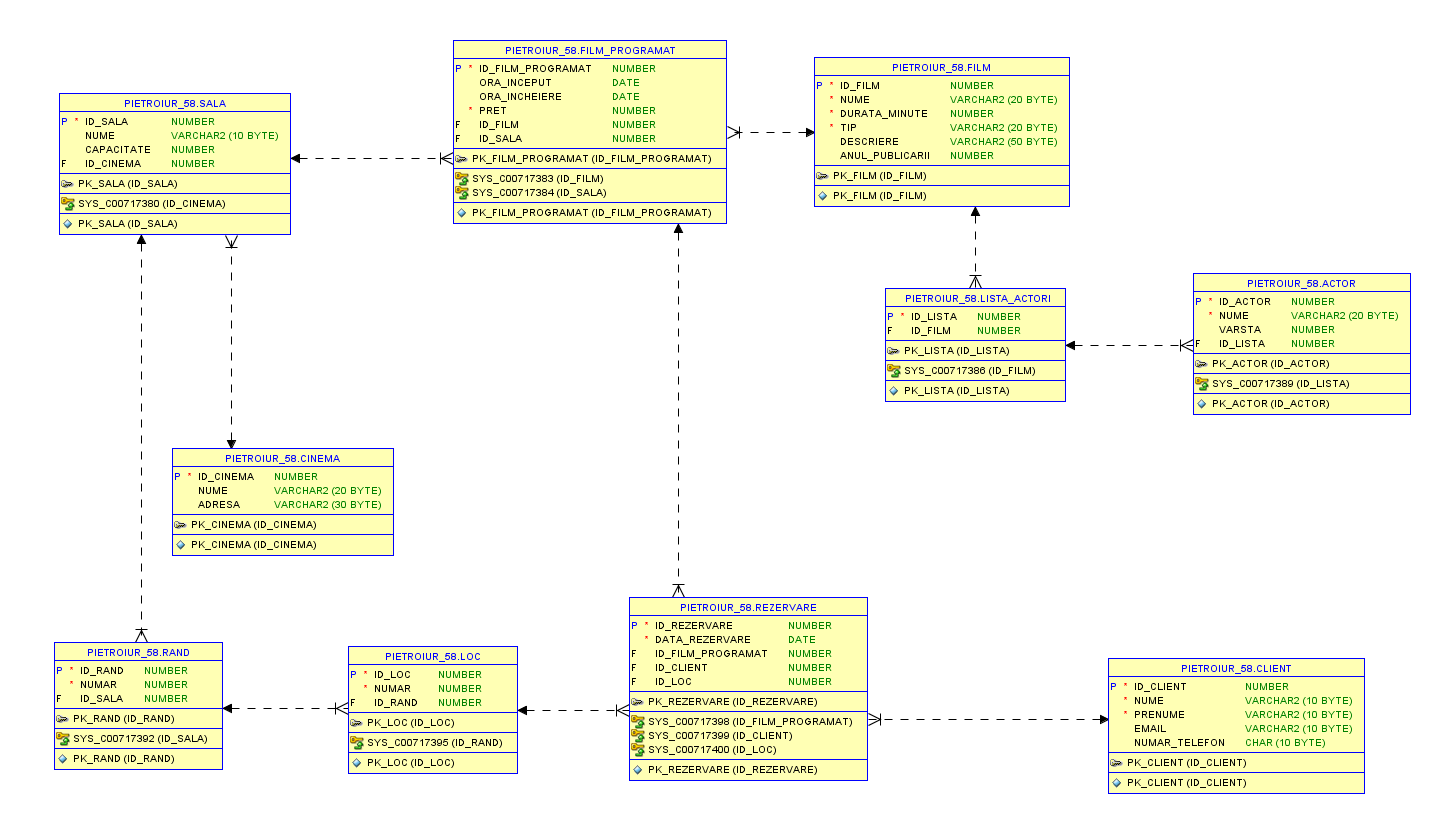 PIETROIUR_58.FILM_PROGRAMAT
P * ID_FILM_PROGRAMAT NUMBER
ORA_INCEPUT DATE
ORA_INCHEIERE DATE
* PRET NUMBER
F ID_FILM NUMBER
F ID_SALA NUMBER
PK_FILM_PROGRAMAT (ID_FILM_PROGRAMAT)
SYS_C00717383 (ID_FILM)
SYS_C00717384 (ID_SALA)
PK_FILM_PROGRAMAT (ID_FILM_PROGRAMAT)
PIETROIUR_58.FILM
P * ID_FILM NUMBER
* NUME VARCHAR2 (20 BYTE)
* DURATA_MINUTE NUMBER
* TIP VARCHAR2 (20 BYTE)
DESCRIERE VARCHAR2 (50 BYTE)
ANUL_PUBLICARII NUMBER
PK_FILM (ID_FILM)
PK_FILM (ID_FILM)
PIETROIUR_58.SALA
P * ID_SALA NUMBER
NUME VARCHAR2 (10 BYTE)
CAPACITATE NUMBER
F ID_CINEMA NUMBER
PK_SALA (ID_SALA)
SYS_C00717380 (ID_CINEMA)
PK_SALA (ID_SALA)
PIETROIUR_58.LISTA_ACTORI
P * ID_LISTA NUMBER
F ID_FILM NUMBER
PK_LISTA (ID_LISTA)
SYS_C00717386 (ID_FILM)
PK_LISTA (ID_LISTA)
PIETROIUR_58.ACTOR
P * ID_ACTOR NUMBER
* NUME VARCHAR2 (20 BYTE)
VARSTA NUMBER
F ID_LISTA NUMBER
PK_ACTOR (ID_ACTOR)
SYS_C00717389 (ID_LISTA)
PK_ACTOR (ID_ACTOR)
PIETROIUR_58.CINEMA
P * ID_CINEMA NUMBER
NUME VARCHAR2 (20 BYTE)
ADRESA VARCHAR2 (30 BYTE)
PK_CINEMA (ID_CINEMA)
PK_CINEMA (ID_CINEMA)
PIETROIUR_58.RAND
P * ID_RAND NUMBER
* NUMAR NUMBER
F ID_SALA NUMBER
PK_RAND (ID_RAND)
SYS_C00717392 (ID_SALA)
PK_RAND (ID_RAND)
PIETROIUR_58.LOC
P * ID_LOC NUMBER
* NUMAR NUMBER
F ID_RAND NUMBER
PK_LOC (ID_LOC)
SYS_C00717395 (ID_RAND)
PK_LOC (ID_LOC)
PIETROIUR_58.REZERVARE
P * ID_REZERVARE NUMBER
* DATA_REZERVARE DATE
F ID_FILM_PROGRAMAT NUMBER
F ID_CLIENT NUMBER
F ID_LOC NUMBER
PK_REZERVARE (ID_REZERVARE)
SYS_C00717398 (ID_FILM_PROGRAMAT)
SYS_C00717399 (ID_CLIENT)
SYS_C00717400 (ID_LOC)
PK_REZERVARE (ID_REZERVARE)
PIETROIUR_58.CLIENT
P * ID_CLIENT NUMBER
* NUME VARCHAR2 (10 BYTE)
* PRENUME VARCHAR2 (10 BYTE)
EMAIL VARCHAR2 (10 BYTE)
NUMAR_TELEFON CHAR (10 BYTE)
PK_CLIENT (ID_CLIENT)
PK_CLIENT (ID_CLIENT)